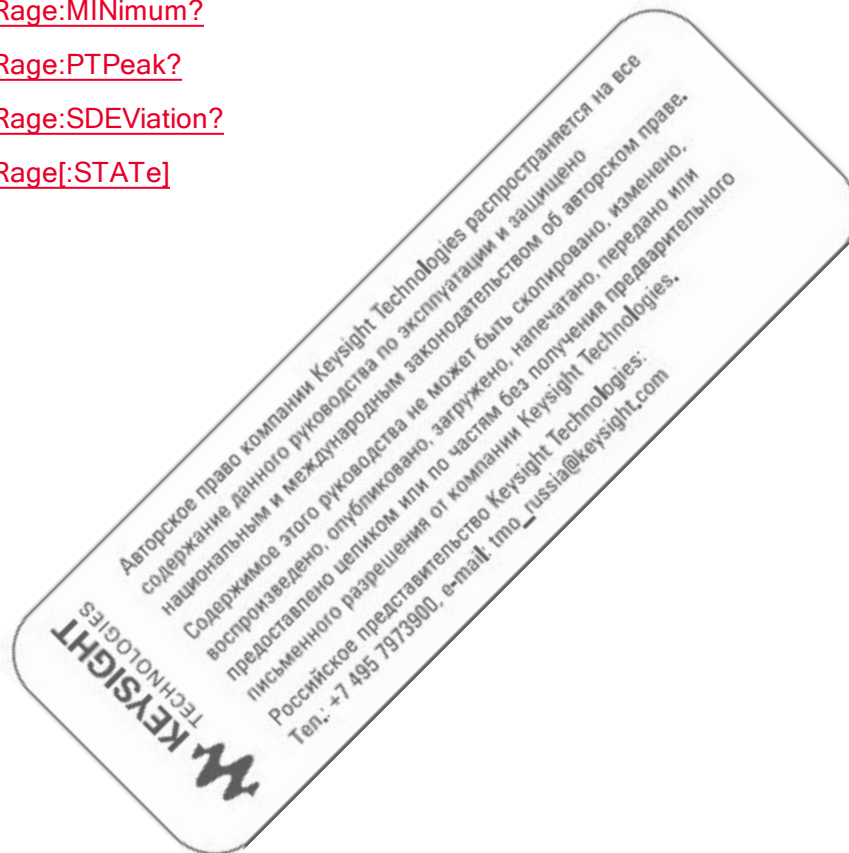 Rage:MINimum?
Rage:PTPeak?
Rage:SDEViation?
Rage[:STATe]
KEYSIGHT
TECHNOLOGIES
Авторское право компании Keysight Technologies распространяется на все
содержание данного руководства по эксплуатации и защищено
национальным и международным законодательством об авторском праве.
Содержимое этого руководства не может быть скопировано, изменено,
воспроизведено, опубликовано, загружено, напечатано, передано или
предоставлено целиком или по частям без получения предварительного
письменного разрешения от компании Keysight Technologies.
Российское представительство Keysight Technologies:
Тел.: +7 495 7973900, e-mail: tmo_russia@keysight.com